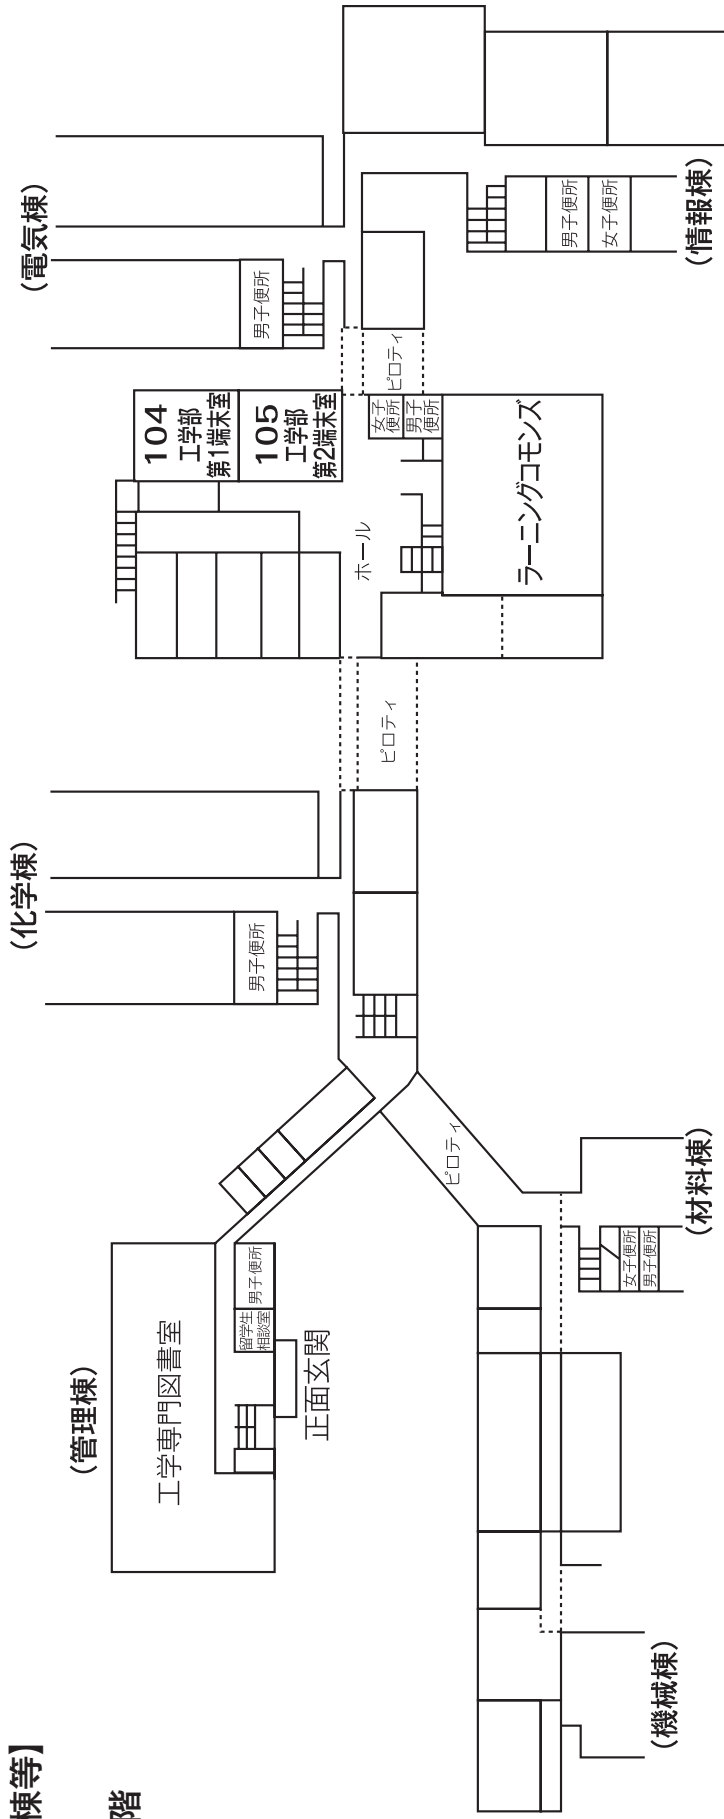 棟等】
階
(管理棟)
工学専門図書室
男子便所
留学生
相談室
正面玄関
(機械棟)
(材料棟)
女子便所
男子便所
ピロティ
(化学棟)
男子便所
ピロティ
ホール
104
工学部
第1端末室
105
工学部
第2端末室
女子
便所
男子
便所
ラーニングコモンズ
ピロティ
(電気棟)
男子便所
(情報棟)
男子便所
女子便所